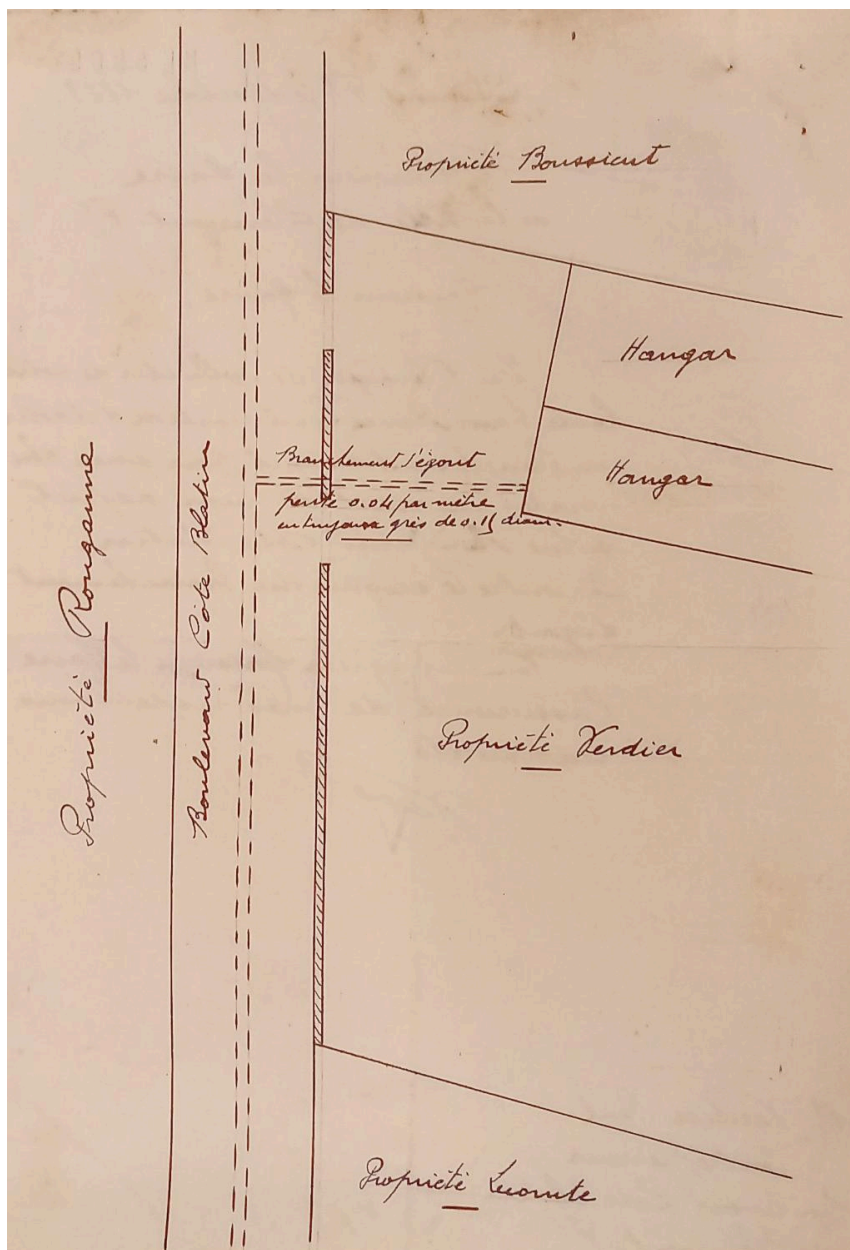 Propriété Boussicut
Hangar
Hangar
Branchement d'égout
pente 0.04 par mètre
en tuyaux grès de 0.15 diam.
Propriété Rouganne
Boulevard Côte Blatin
Propriété Verdier
Propriété Lecomte